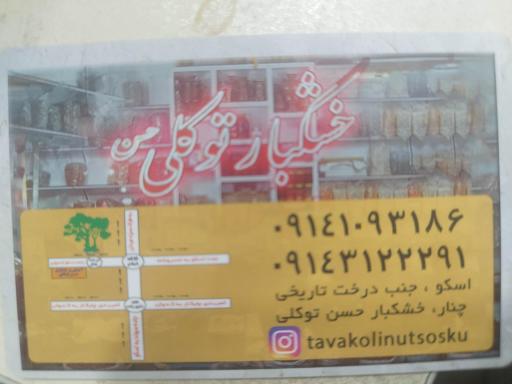 خشکبار توکلی من
۰۹۱۴۱۰۹۳۱۸۶
۰۹۱۴۳۱۲۲۲۹۱
اسکو ، جنب درخت تاریخی
چنار، خشکبار حسن توکلی
tavakolinutsosku